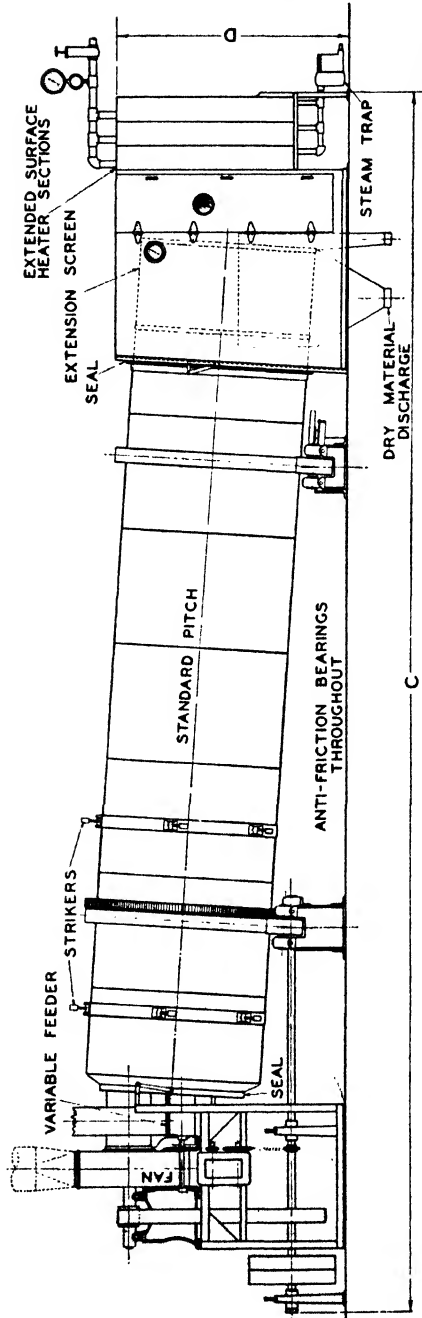 VARIABLE FEEDER
STRIKERS
SEAL
EXTENSION SCREEN
EXTENDED SURFACE
HEATER SECTIONS
FAN
STANDARD PITCH
D
SEAL
ANTI-FRICTION BEARINGS
THROUGHOUT
DRY MATERIAL
DISCHARGE
STEAM TRAP
C